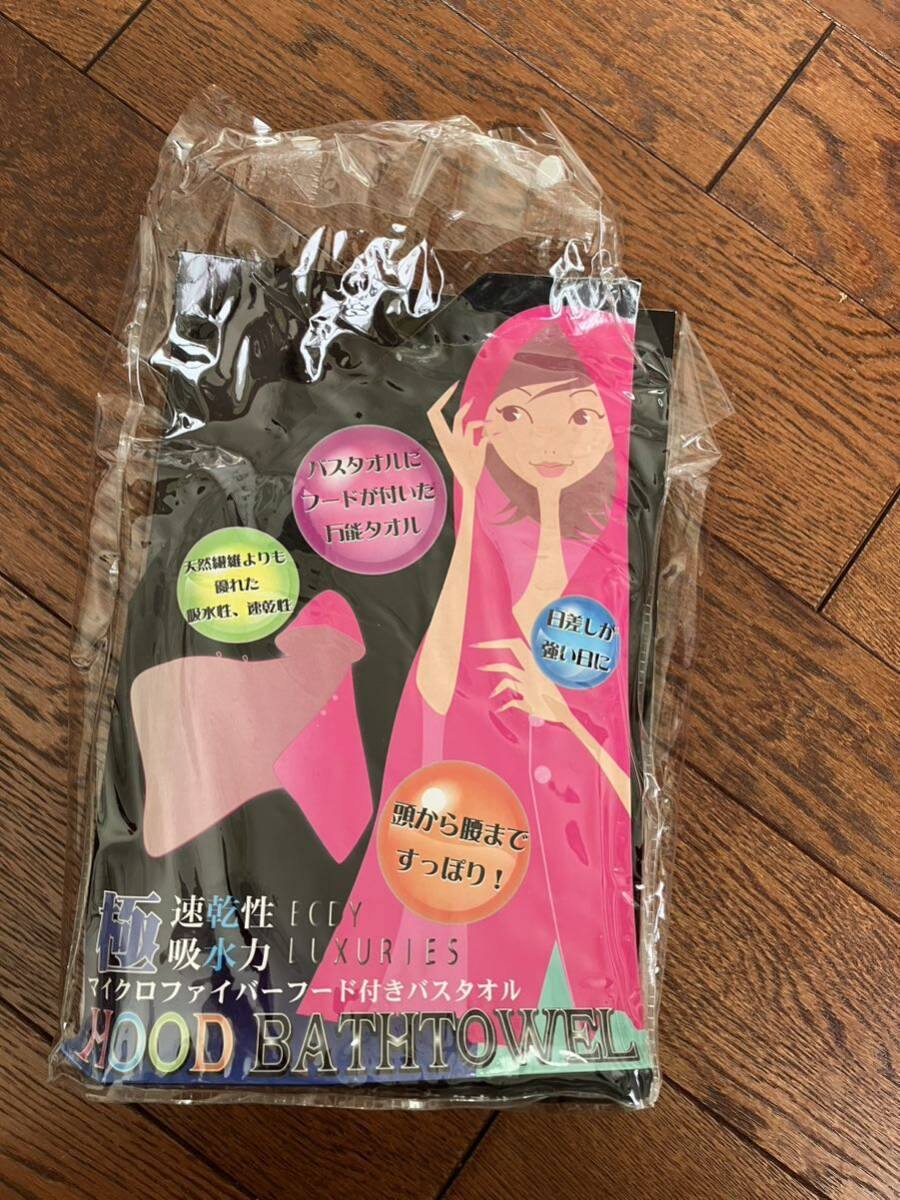 バスタオルに
フードが付いた
万能タオル
天然繊維よりも
優れた
吸水性、速乾性
日差しが
強い日に
頭から腰まで
すっぽり!
極 速乾性
吸水力
LUXURIES
マイクロファイバーフード付きバスタオル
HOOD BATHTOWEL